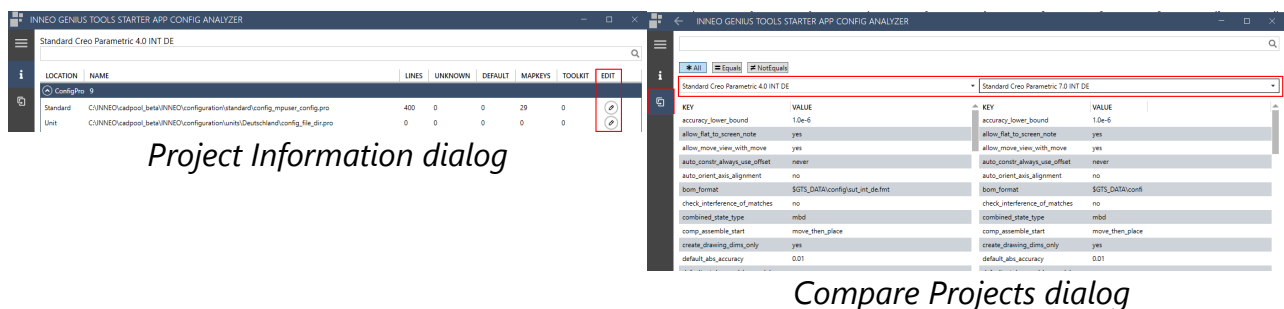 INNEO GENIUS TOOLS STARTER APP CONFIG ANALYZER
Standard Creo Parametric 4.0 INT DE
LOCATION NAME LINES UNKNOWN DEFAULT MAPKEYS TOOLKIT EDIT
ConfigPro 9
Standard C:\INNEO\cadpool_beta\INNEO\configuration\standard\config_mpuser_config.pro 400 0 0 29 0
Unit C:\INNEO\cadpool_beta\INNEO\configuration\units\Deutschland\config_file_dir.pro 0 0 0 0 0
Project Information dialog
INNEO GENIUS TOOLS STARTER APP CONFIG ANALYZER
All Equals NotEquals
Standard Creo Parametric 4.0 INT DE Standard Creo Parametric 7.0 INT DE
KEY VALUE KEY VALUE
accuracy_lower_bound 1.0e-6 accuracy_lower_bound 1.0e-6
allow_flat_to_screen_note yes allow_flat_to_screen_note yes
allow_move_view_with_move yes allow_move_view_with_move yes
auto_constr_always_use_offset never auto_constr_always_use_offset never
auto_orient_axis_alignment no auto_orient_axis_alignment no
bom_format $GTS_DATA\config\sut_int_de.fmt bom_format $GTS_DATA\confi
check_interference_of_matches no check_interference_of_matches no
combined_state_type mbd combined_state_type mbd
comp_assemble_start move_then_place comp_assemble_start move_then_place
create_drawing_dims_only yes create_drawing_dims_only yes
default_abs_accuracy 0.01 default_abs_accuracy 0.01
Compare Projects dialog